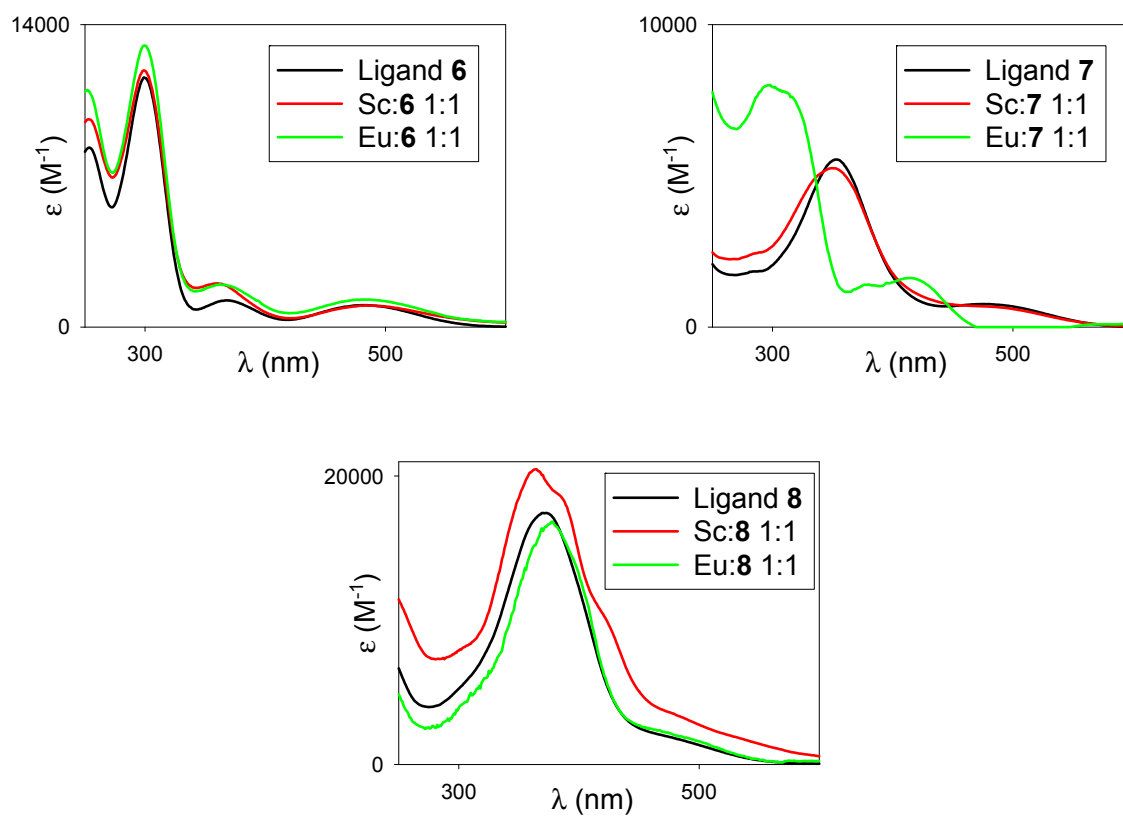 14000
Ligand 6
Sc:6 1:1
Eu:6 1:1
ε (M⁻¹)
0
300
500
λ (nm)
10000
Ligand 7
Sc:7 1:1
Eu:7 1:1
ε (M⁻¹)
0
300
500
λ (nm)
20000
Ligand 8
Sc:8 1:1
Eu:8 1:1
ε (M⁻¹)
0
300
500
λ (nm)